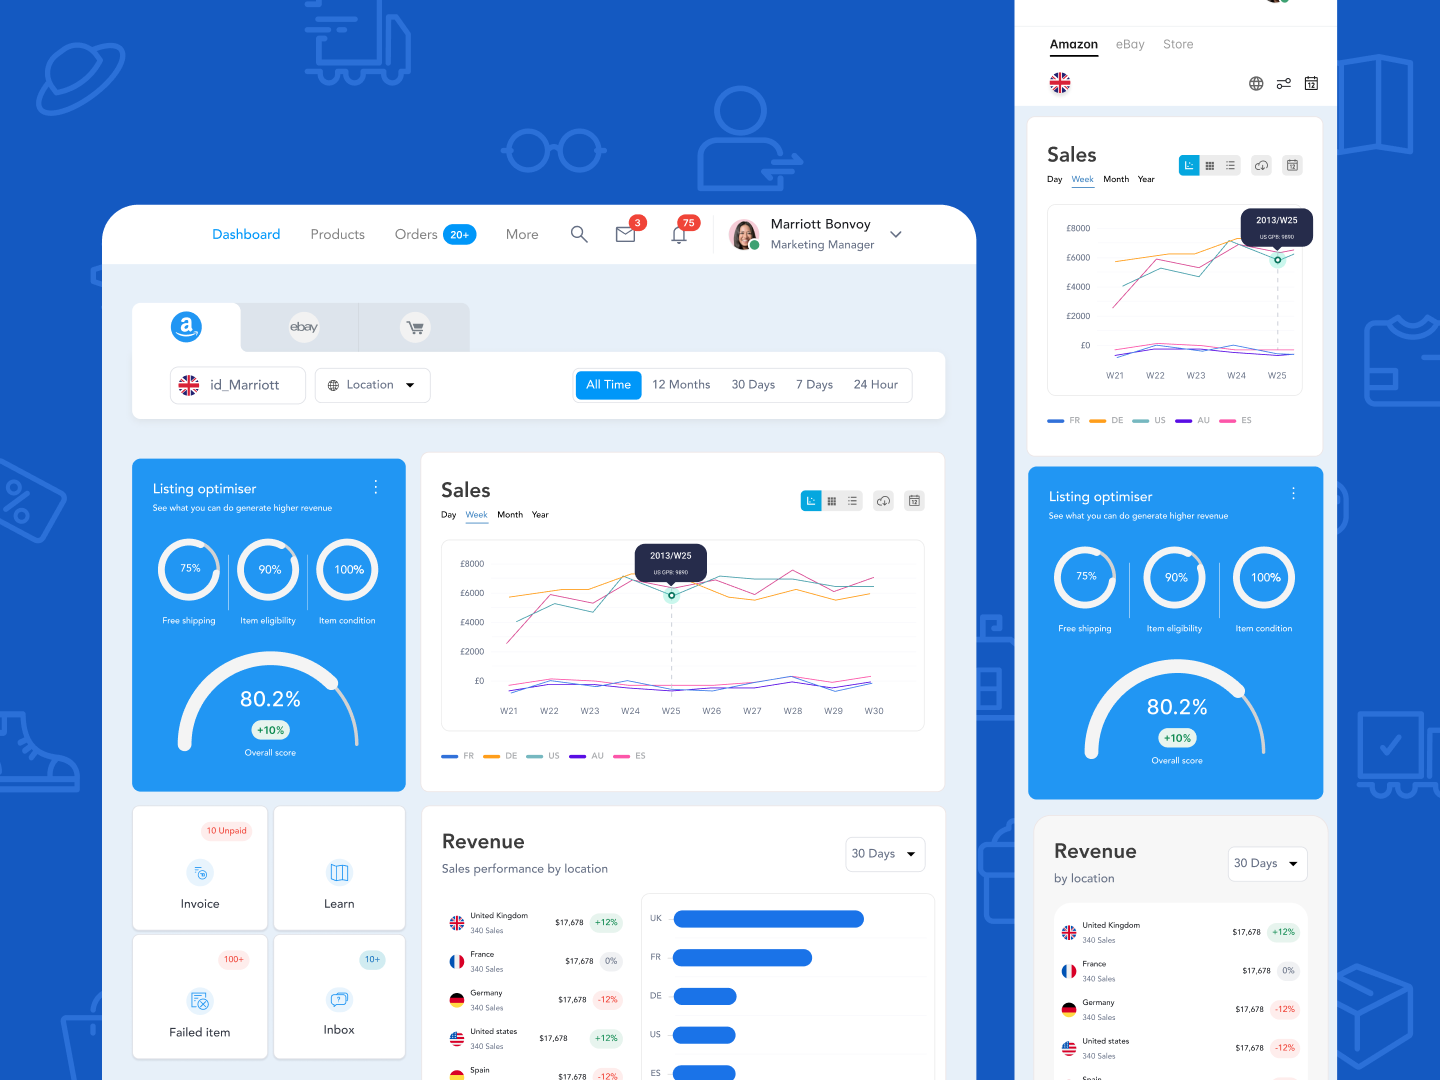 Dashboard
Products
Orders 20+
More
3
75
Marriott Bonvoy
Marketing Manager
a
ebay
id_Marriott
Location
All Time
12 Months
30 Days
7 Days
24 Hour
Listing optimiser
See what you can do generate higher revenue
75%
90%
100%
Free shipping
Item eligibility
Item condition
80.2%
+10%
Overall score
Sales
Day Week Month Year
2013/W25
US GPB: 9890
£8000
£6000
£4000
£2000
£0
W21 W22 W23 W24 W25 W26 W27 W28 W29 W30
FR DE US AU ES
10 Unpaid
Invoice
Learn
100+
Failed item
10+
?
Inbox
Revenue
Sales performance by location
30 Days
United Kingdom
340 Sales
$17,678 +12%
France
340 Sales
$17,678 0%
Germany
340 Sales
$17,678 -12%
United states
340 Sales
$17,678 +12%
Spain
$17,678 -12%
UK
FR
DE
US
ES
Amazon eBay Store
12
Sales
Day Week Month Year
2013/W25
US GPB: 9890
£8000
£6000
£4000
£2000
£0
W21 W22 W23 W24 W25
FR DE US AU ES
Listing optimiser
See what you can do generate higher revenue
75%
90%
100%
Free shipping
Item eligibility
Item condition
80.2%
+10%
Overall score
Revenue
by location
30 Days
United Kingdom
340 Sales
$17,678 +12%
France
340 Sales
$17,678 0%
Germany
340 Sales
$17,678 -12%
United states
340 Sales
$17,678 -12%
%